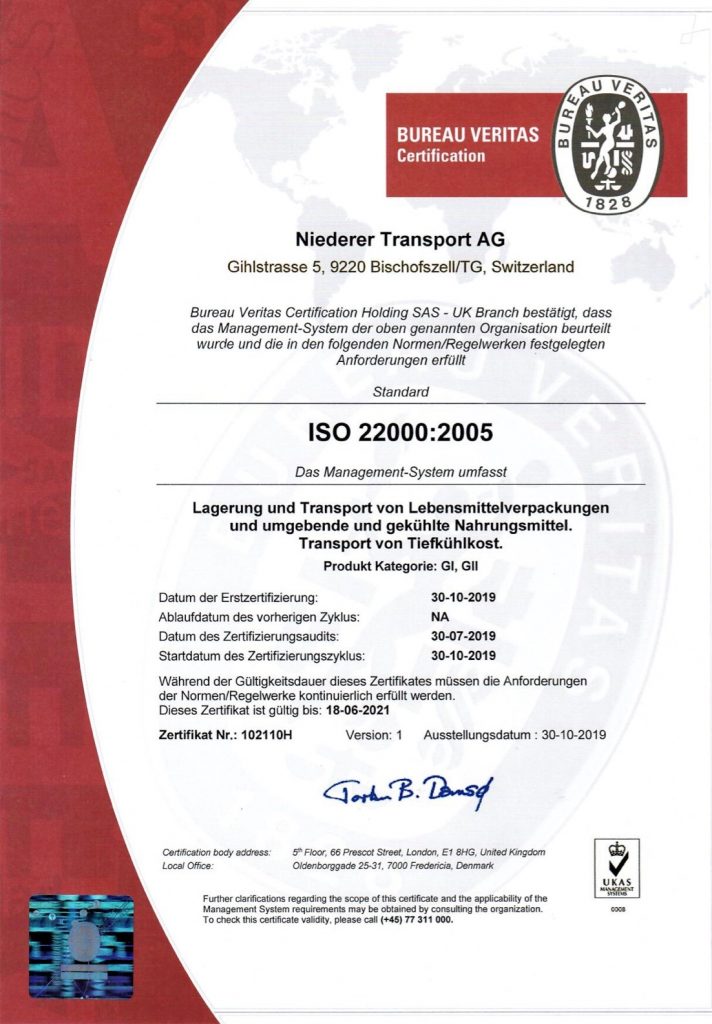 BUREAU VERITAS
Certification
BUREAU VERITAS
1828
Niederer Transport AG
Gihlstrasse 5, 9220 Bischofszell/TG, Switzerland
Bureau Veritas Certification Holding SAS - UK Branch bestätigt, dass
das Management-System der oben genannten Organisation beurteilt
wurde und die in den folgenden Normen/Regelwerken festgelegten
Anforderungen erfüllt
Standard
ISO 22000:2005
Das Management-System umfasst
Lagerung und Transport von Lebensmittelverpackungen
und umgebende und gekühlte Nahrungsmittel.
Transport von Tiefkühlkost.
Produkt Kategorie: GI, GII
Datum der Erstzertifizierung: 30-10-2019
Ablaufdatum des vorherigen Zyklus: NA
Datum des Zertifizierungsaudits: 30-07-2019
Startdatum des Zertifizierungszyklus: 30-10-2019
Während der Gültigkeitsdauer dieses Zertifikates müssen die Anforderungen
der Normen/Regelwerke kontinuierlich erfüllt werden.
Dieses Zertifikat ist gültig bis: 18-06-2021
Zertifikat Nr.: 102110H Version: 1 Ausstellungsdatum : 30-10-2019
Certification body address: 5th Floor, 66 Prescot Street, London, E1 8HG, United Kingdom
Local Office: Oldenborggade 25-31, 7000 Fredericia, Denmark
UKAS
MANAGEMENT
SYSTEMS
0008
Further clarifications regarding the scope of this certificate and the applicability of the
Management System requirements may be obtained by consulting the organization.
To check this certificate validity, please call (+45) 77 311 000.